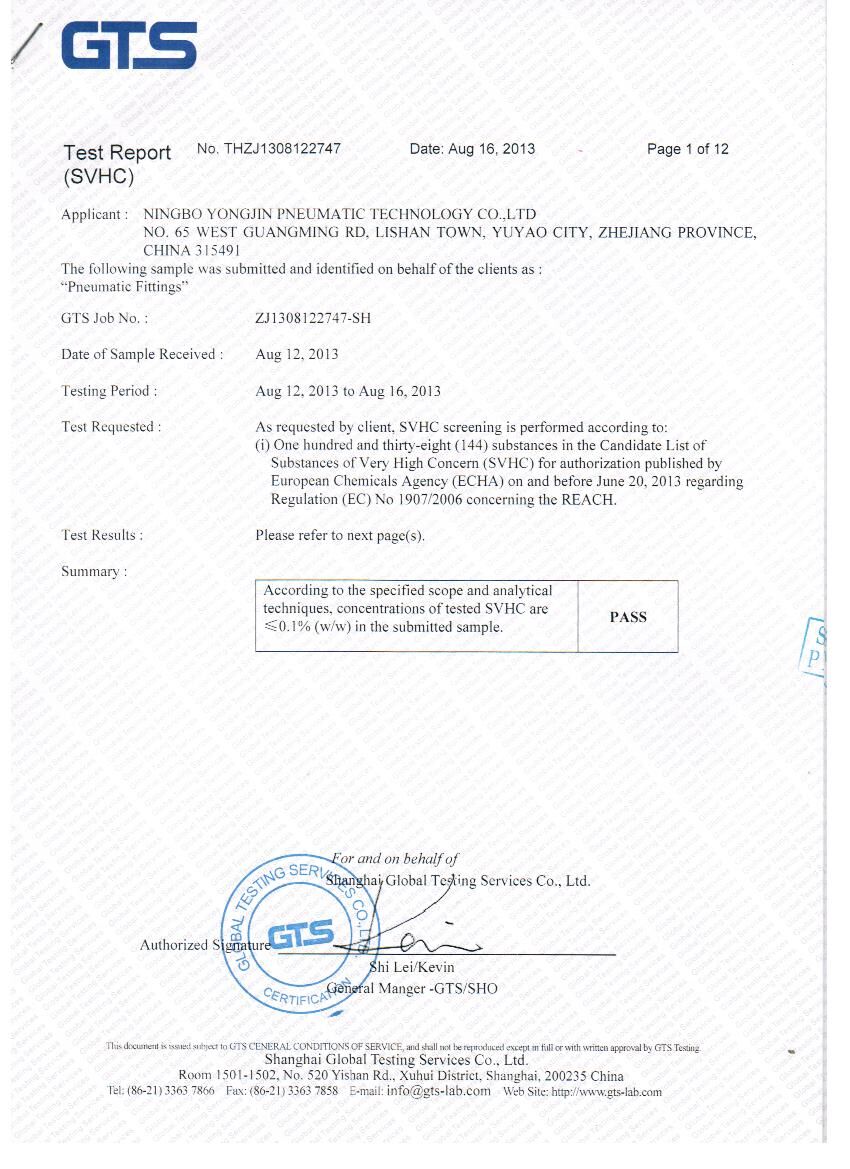 GTS
Test Report No. THZJ1308122747 Date: Aug 16, 2013 Page 1 of 12
(SVHC)
Applicant : NINGBO YONGJIN PNEUMATIC TECHNOLOGY CO.,LTD
NO. 65 WEST GUANGMING RD, LISHAN TOWN, YUYAO CITY, ZHEJIANG PROVINCE,
CHINA 315491
The following sample was submitted and identified on behalf of the clients as :
“Pneumatic Fittings”
GTS Job No. : ZJ1308122747-SH
Date of Sample Received : Aug 12, 2013
Testing Period : Aug 12, 2013 to Aug 16, 2013
Test Requested : As requested by client, SVHC screening is performed according to:
(i) One hundred and thirty-eight (144) substances in the Candidate List of
Substances of Very High Concern (SVHC) for authorization published by
European Chemicals Agency (ECHA) on and before June 20, 2013 regarding
Regulation (EC) No 1907/2006 concerning the REACH.
Test Results : Please refer to next page(s).
Summary :
According to the specified scope and analytical
techniques, concentrations of tested SVHC are
≤0.1% (w/w) in the submitted sample.
PASS
For and on behalf of
Shanghai Global Testing Services Co., Ltd.
GLOBAL TESTING SERVICES CO.,LTD.
GTS
CERTIFICATION
Authorized Signature
Shi Lei/Kevin
General Manger -GTS/SHO
This document is issued subject to GTS CENERAL CONDITIONS OF SERVICE, and shall not be reproduced except in full or with written approval by GTS Testing.
Shanghai Global Testing Services Co., Ltd.
Room 1501-1502, No. 520 Yishan Rd., Xuhui District, Shanghai, 200235 China
Tel: (86-21) 3363 7866 Fax: (86-21) 3363 7858 E-mail: info@gts-lab.com Web Site: http://www.gts-lab.com